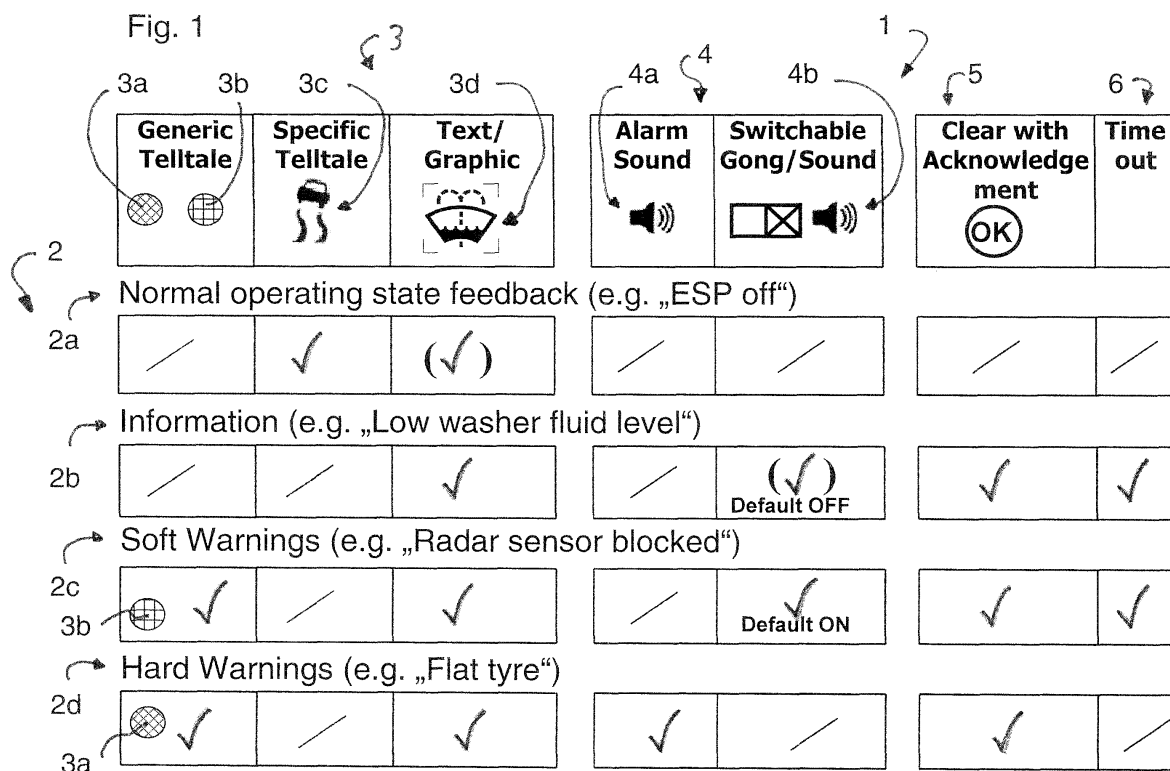 Fig. 1
3
1
3a 3b 3c 3d 4a 4 4b 5 6
Generic Telltale
Specific Telltale
Text/ Graphic
Alarm Sound
Switchable Gong/Sound
Clear with Acknowledge ment
OK
Time out
2
Normal operating state feedback (e.g. „ESP off“)
2a
( )
Information (e.g. „Low washer fluid level“)
2b
( )
Default OFF
Soft Warnings (e.g. „Radar sensor blocked“)
2c
3b
Default ON
Hard Warnings (e.g. „Flat tyre“)
2d
3a